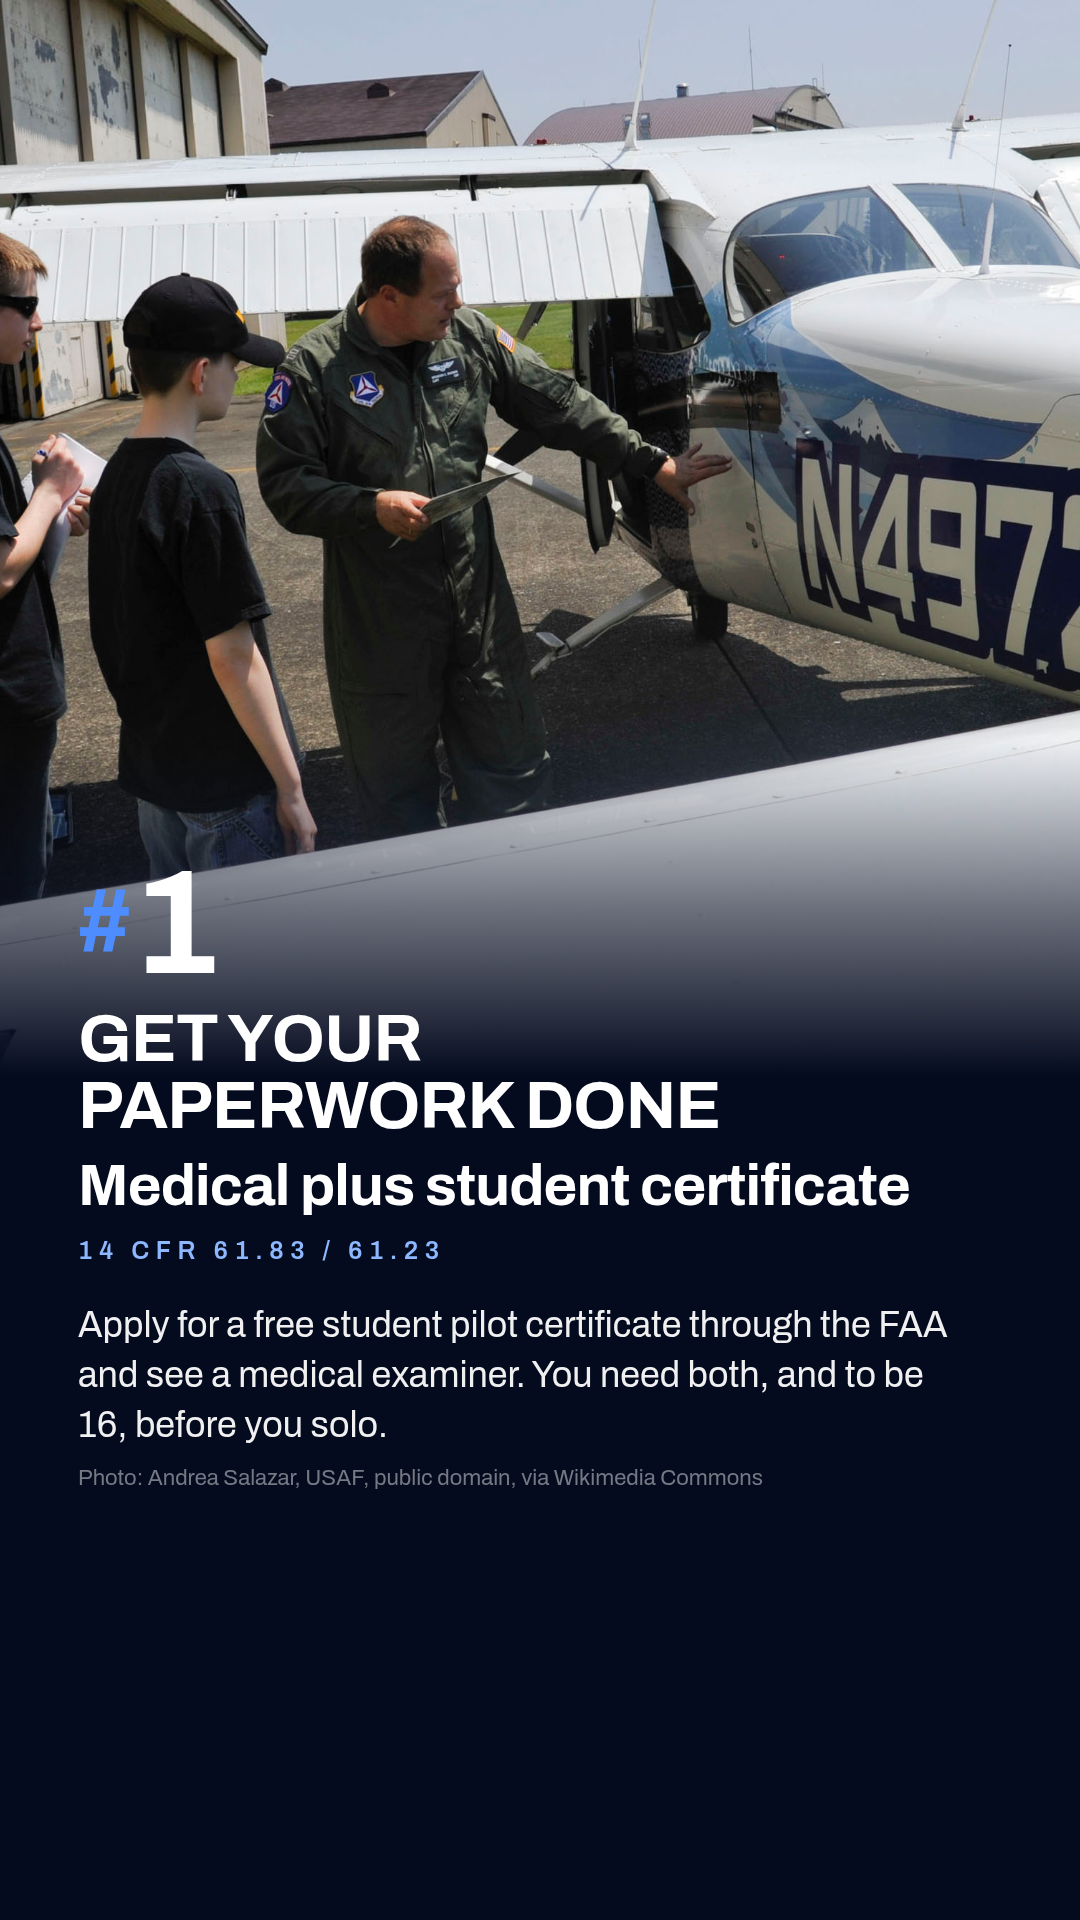 N497
#1
GET YOUR
PAPERWORK DONE
Medical plus student certificate
14 CFR 61.83 / 61.23
Apply for a free student pilot certificate through the FAA
and see a medical examiner. You need both, and to be
16, before you solo.
Photo: Andrea Salazar, USAF, public domain, via Wikimedia Commons